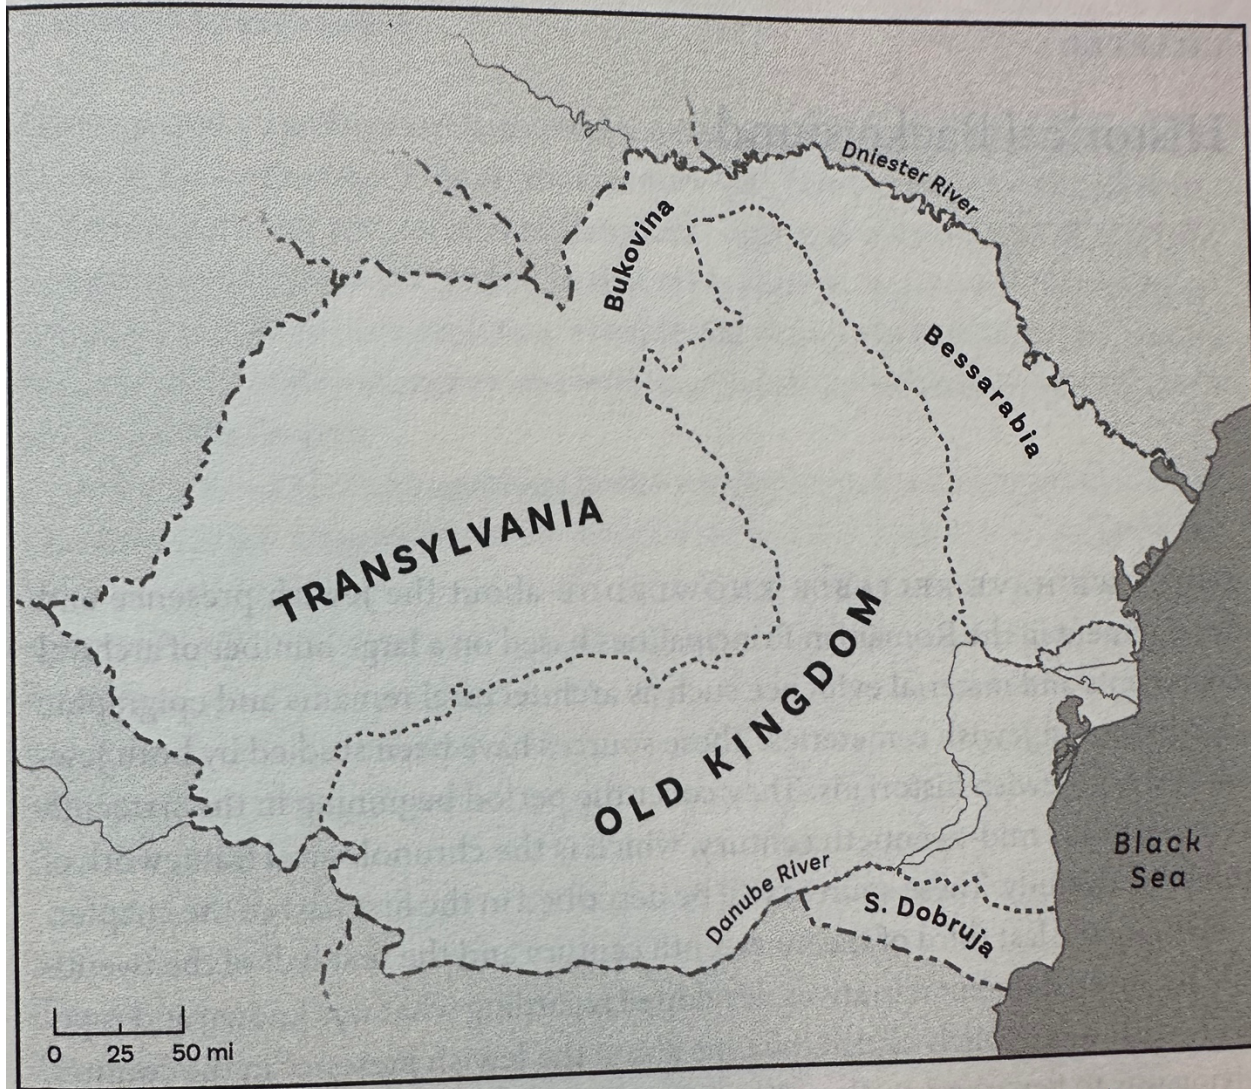 Dniester River
Bukovina
Bessarabia
TRANSYLVANIA
OLD KINGDOM
Black
Sea
Danube River
S. Dobruja
0 25 50 mi